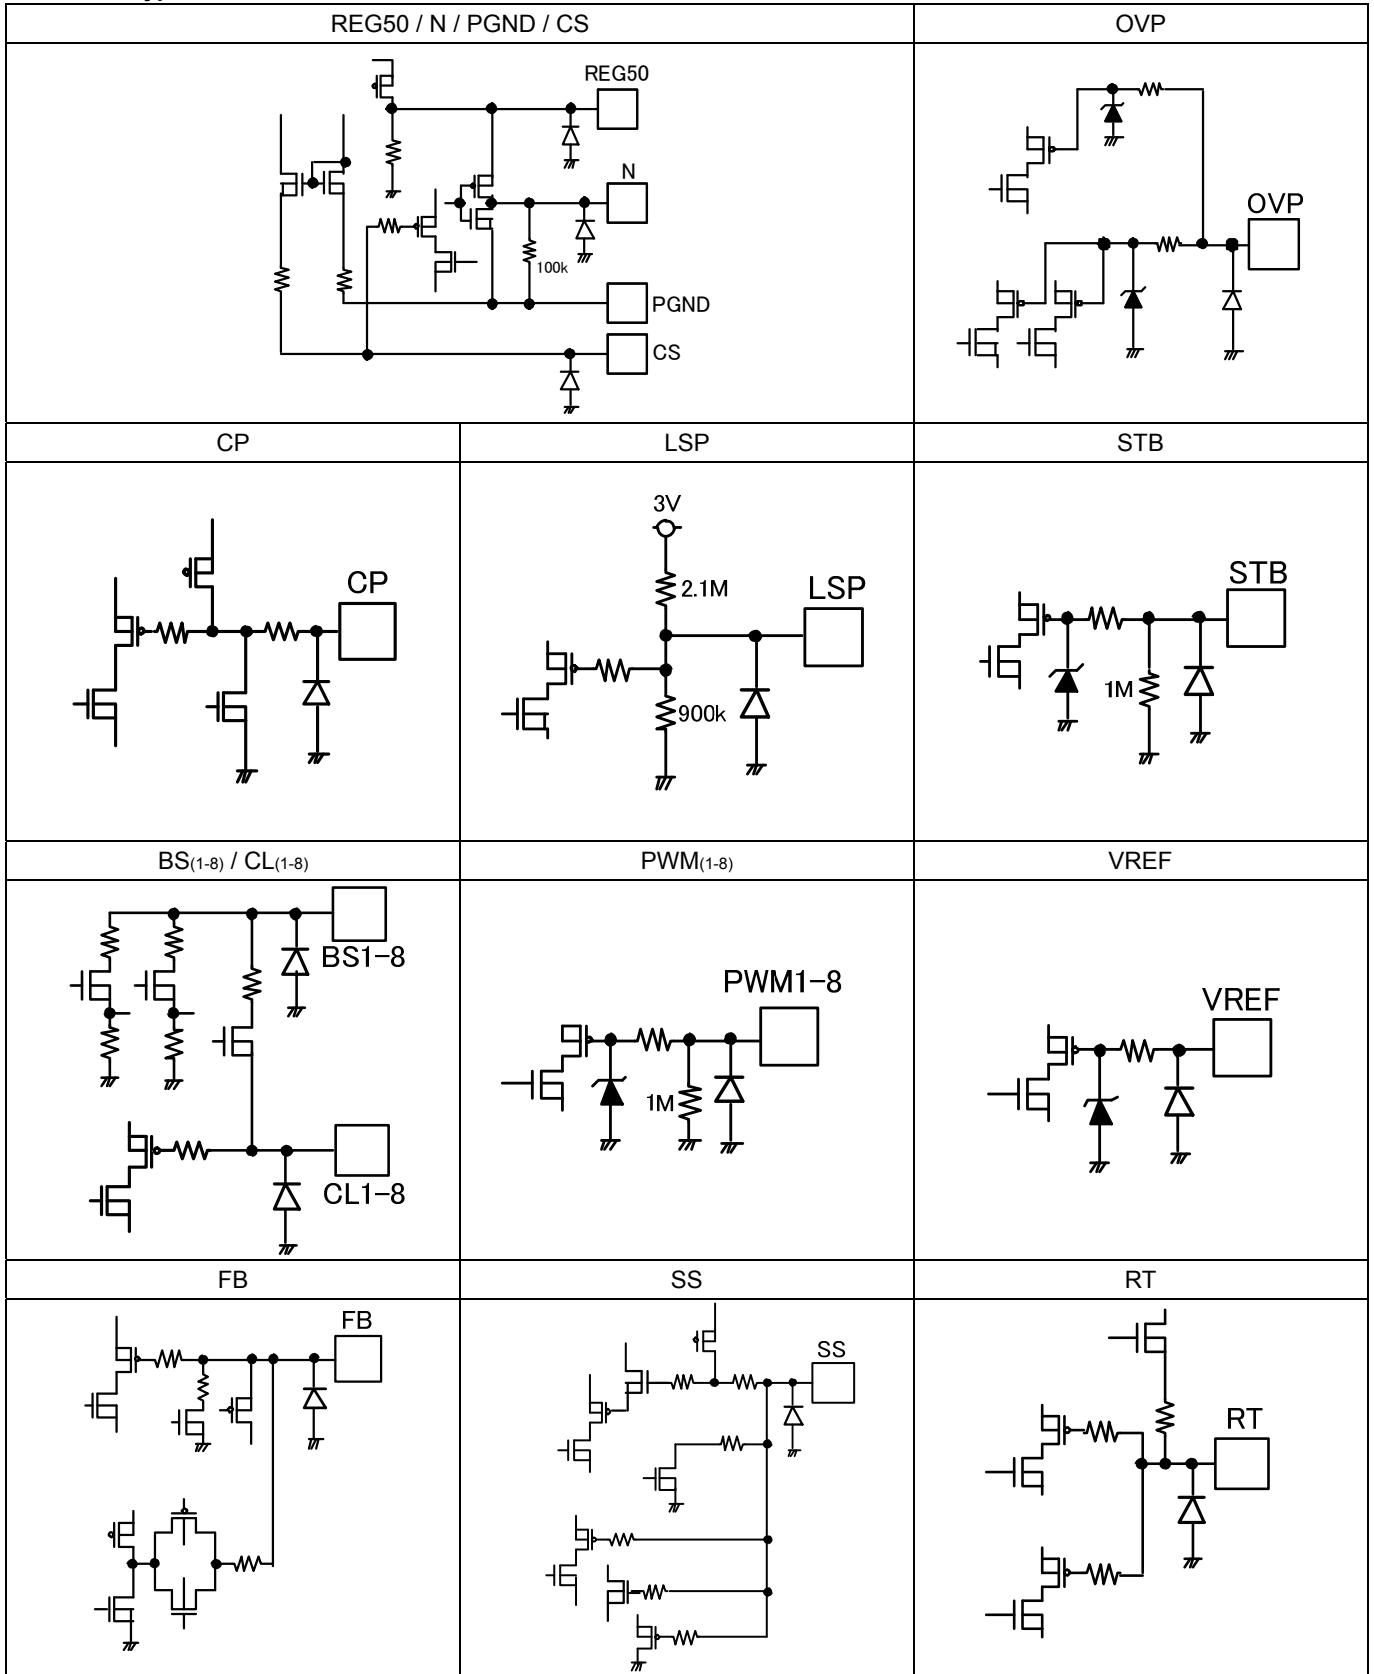 REG50 / N / PGND / CS
OVP
REG50
N
100k
PGND
CS
OVP
CP
LSP
STB
CP
3V
2.1M
LSP
900k
STB
1M
BS(1-8) / CL(1-8)
PWM(1-8)
VREF
BS1-8
CL1-8
PWM1-8
1M
VREF
FB
SS
RT
FB
SS
RT